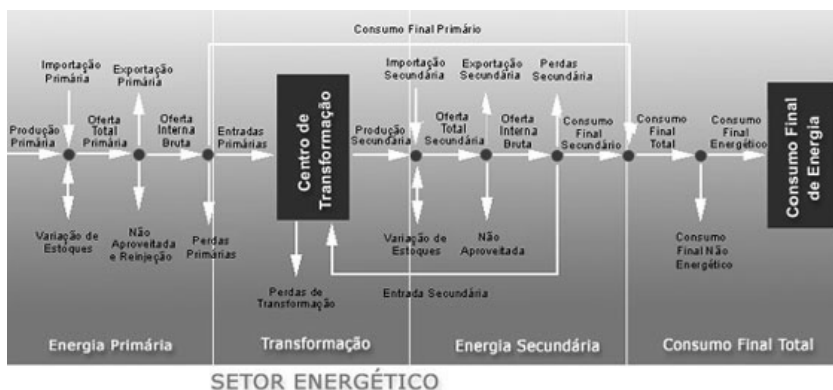 Consumo Final Primário
Importação
Primária
Exportação
Primária
Importação
Secundária
Exportação
Secundária
Perdas
Secundária
Produção
Primária
Oferta
Total
Primária
Oferta
Interna
Bruta
Entradas
Primárias
Centro de
Transformação
Produção
Secundária
Oferta
Total
Secundária
Oferta
Interna
Bruta
Consumo
Final
Secundário
Consumo
Final
Total
Consumo
Final
Energético
Consumo Final
de Energia
Variação de
Estoques
Não
Aproveitada
e Reinjeção
Perdas
Primárias
Perdas de
Transformação
Variação de
Estoques
Não
Aproveitada
Entrada Secundária
Consumo
Final Não
Energético
Energia Primária
Transformação
Energia Secundária
Consumo Final Total
SETOR ENERGÉTICO